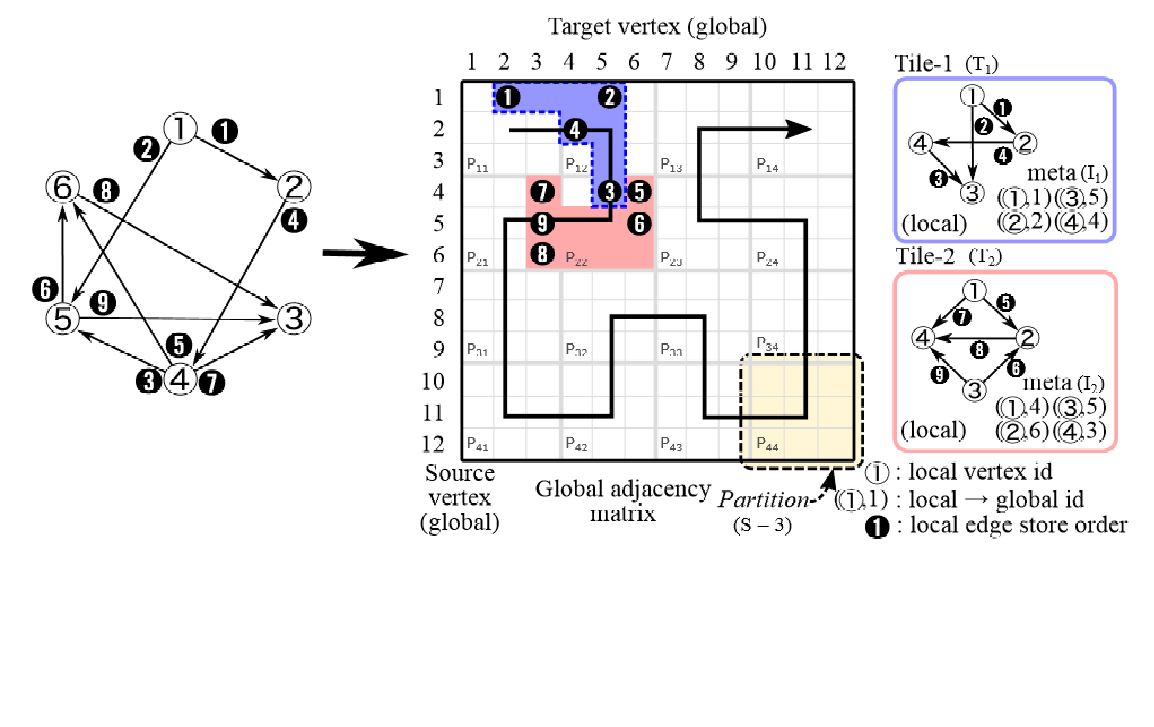 Target vertex (global)
1 2 3 4 5 6 7 8 9 10 11 12
1 2 3 4 5 6 7 8 9 10 11 12
❶ ❷ ❹ ❼ ❸ ❺ ❾ ❻ ❽
P11 P12 P13 P14
P21 P22 P23 P24
P31 P32 P33 P34
P41 P42 P43 P44
Source
vertex
(global)
Global adjacency
matrix
Partition
(S – 3)
① ❶ ❷
⑥ ❽ ② ❹
❻ ⑤ ❾ ③
❺ ❸ ④ ❼
Tile-1 (T1)
① ❶ ❷
④ ② ❹
❸ ③
meta (I1)
(①,1)(③,5)
(local) (②,2)(④,4)
Tile-2 (T2)
① ❺ ❼
④ ② ❽
❾ ③ ❻
meta (I2)
(①,4)(③,5)
(local) (②,6)(④,3)
① : local vertex id
(①,1) : local → global id
❶ : local edge store order